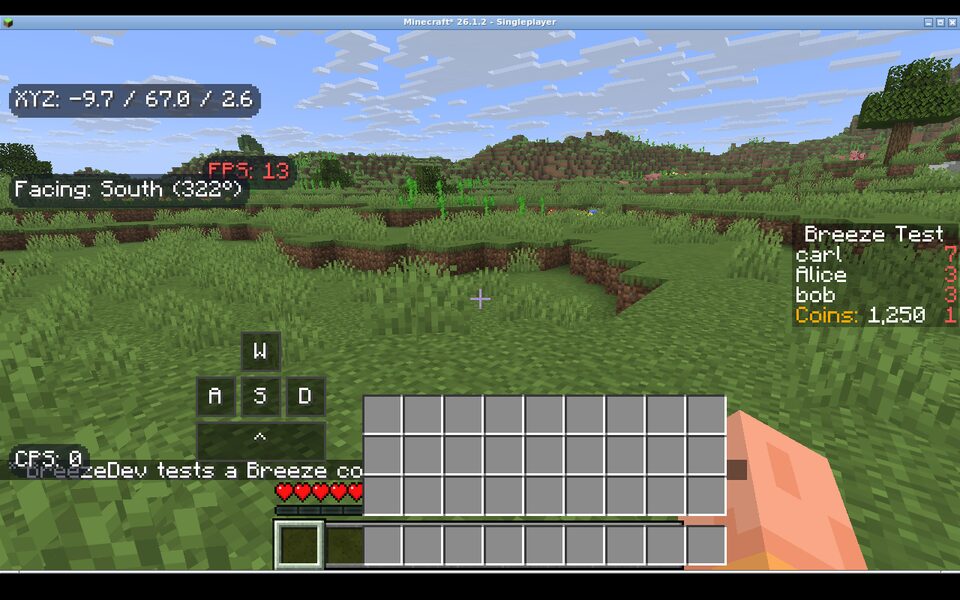 Minecraft* 26.1.2 - Singleplayer
XYZ: -9.7 / 67.0 / 2.6
FPS: 13
Facing: South (322°)
Breeze Test
carl 7
Alice 3
bob 3
Coins: 1,250 1
W
A S D
^
CPS: 0
BreezeDev tests a Breeze co